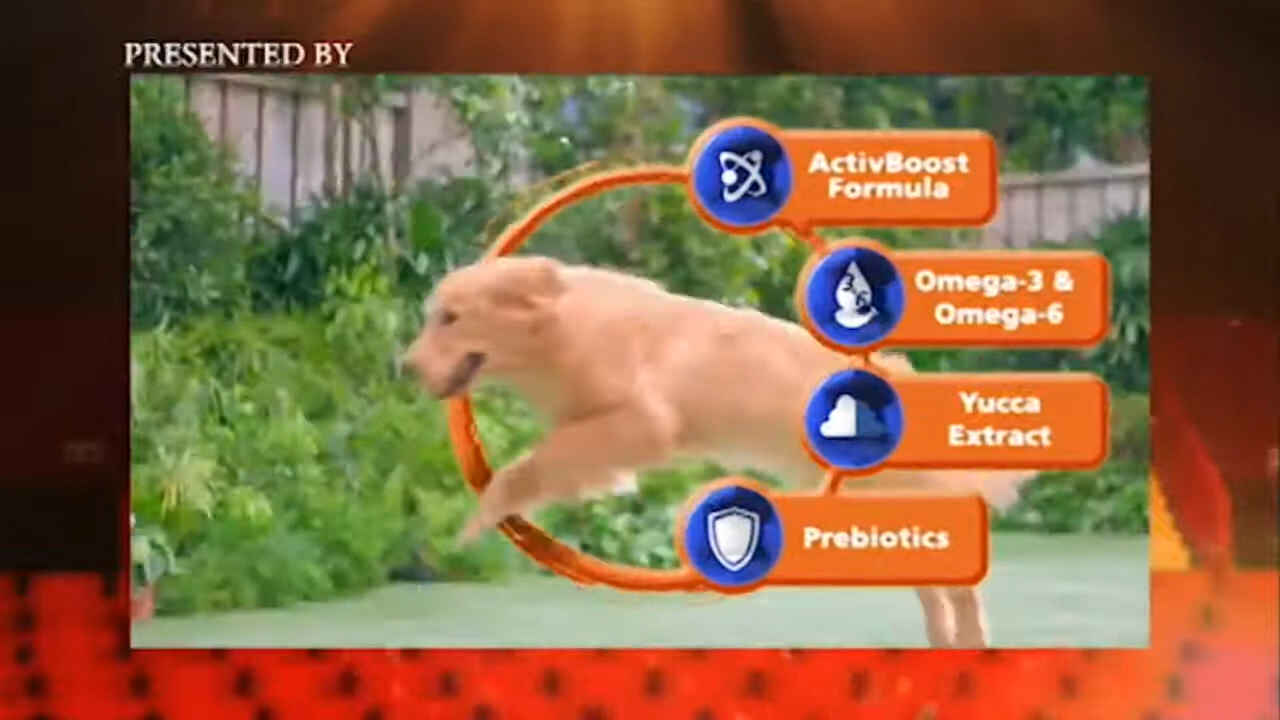 PRESENTED BY
ActivBoost
Formula
Omega-3 &
Omega-6
Yucca
Extract
Prebiotics